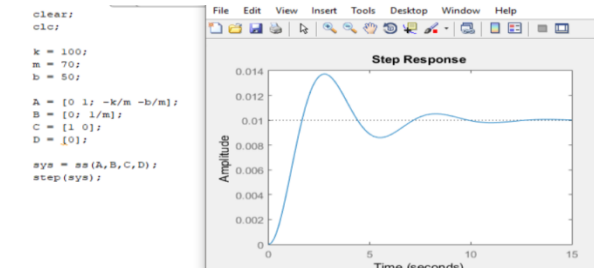 clear;
clc;
k = 100;
m = 70;
b = 50;
A = [0 1; -k/m -b/m];
B = [0; 1/m];
C = [1 0];
D = [0];
sys = ss(A,B,C,D);
step(sys);
File Edit View Insert Tools Desktop Window Help
Step Response
0.014
0.012
0.01
0.008
0.006
0.004
0.002
0
Amplitude
0 5 10 15
Time (seconds)